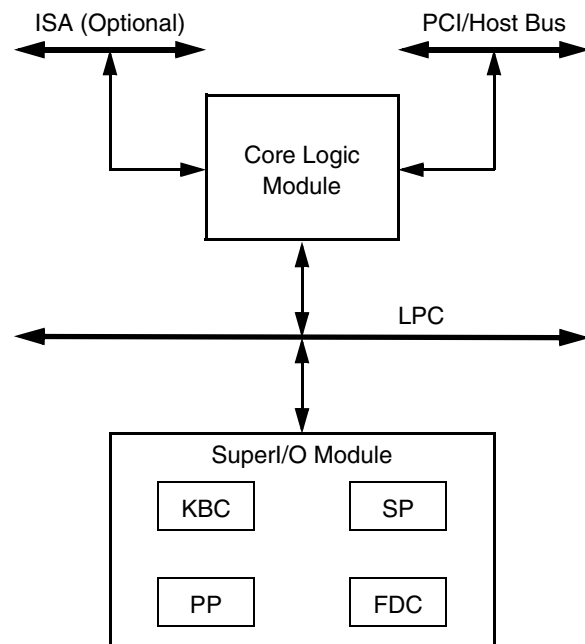 ISA (Optional)
PCI/Host Bus
Core Logic
Module
LPC
SuperI/O Module
KBC
SP
PP
FDC